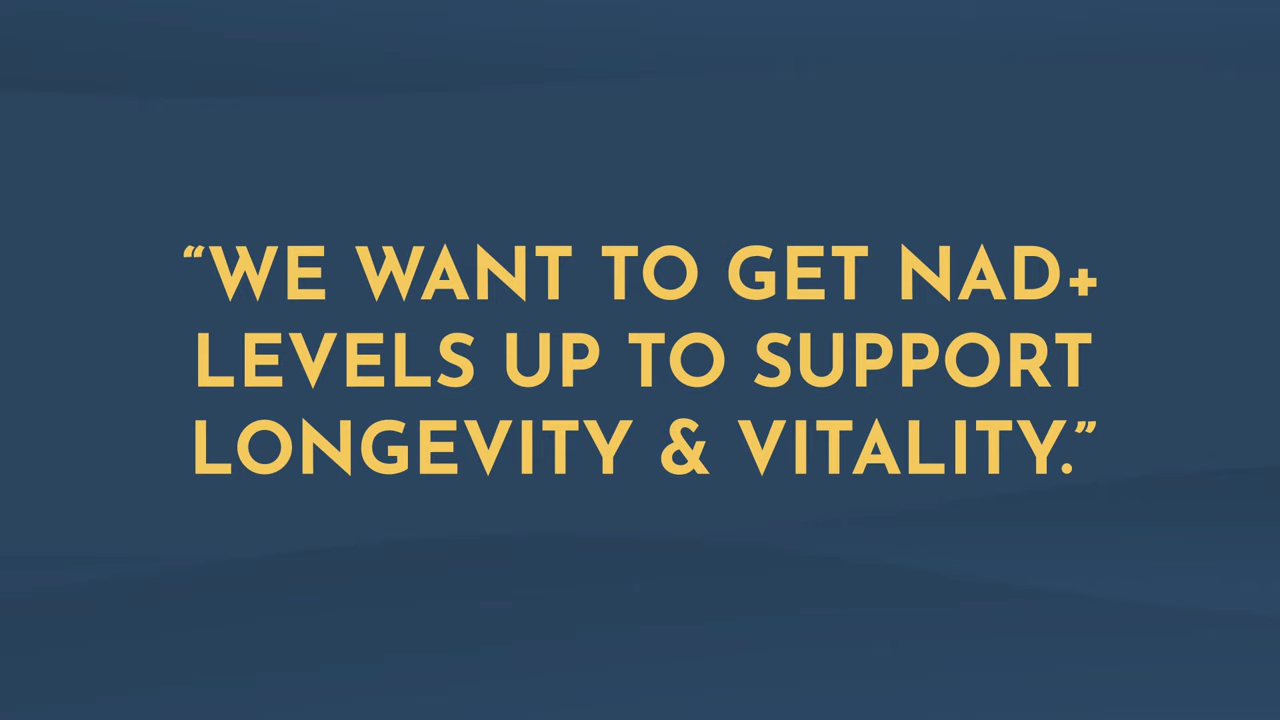 “WE WANT TO GET NAD+
LEVELS UP TO SUPPORT
LONGEVITY & VITALITY.”